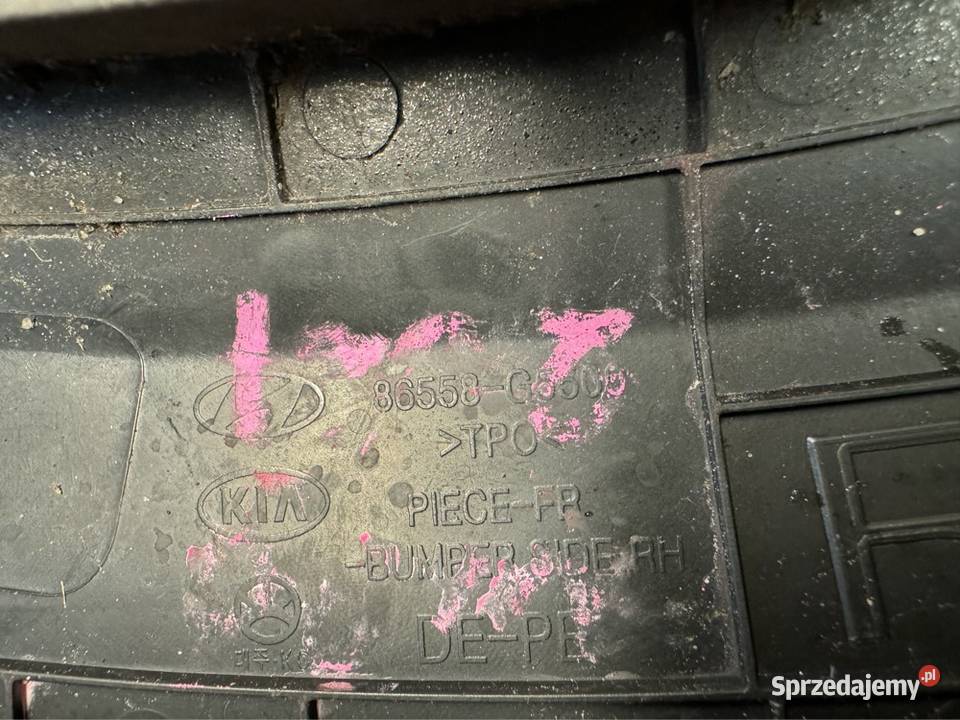 86558-G5500
>TPO<
KIA
PIECE-FR.
-BUMPER SIDE RH
DE-PE
R
Sprzedajemy.pl